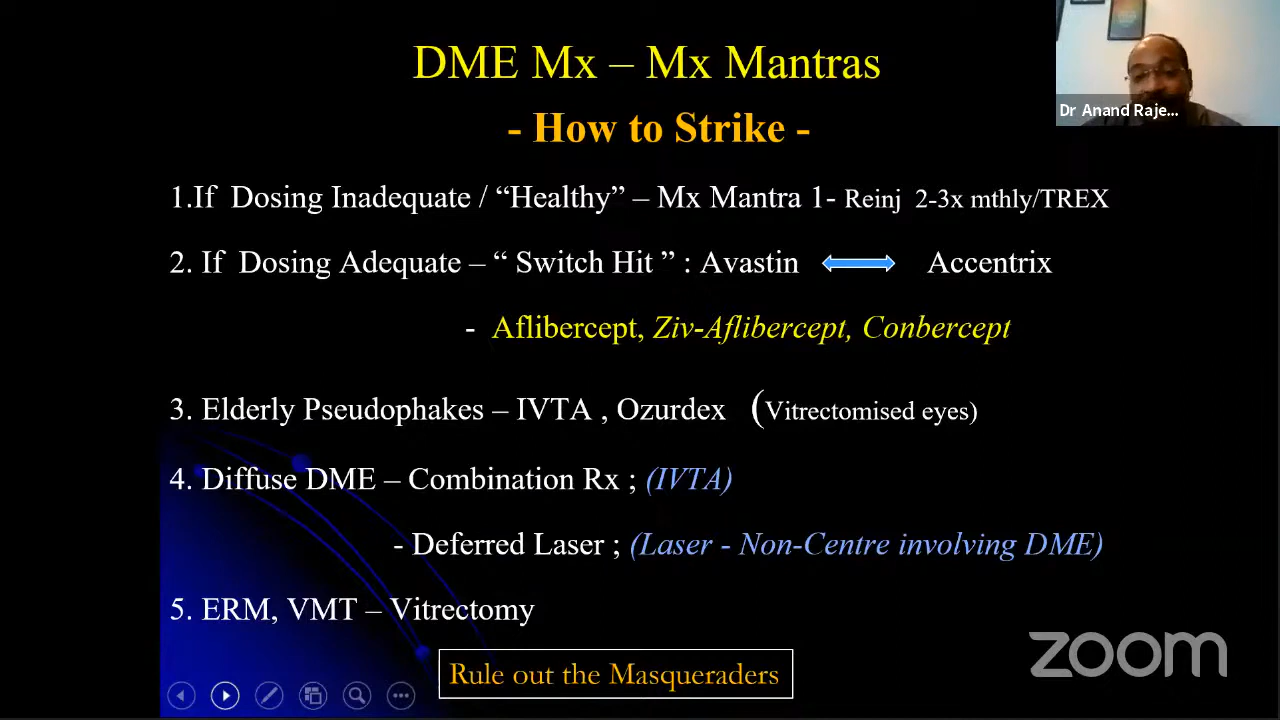 DME Mx – Mx Mantras
Dr Anand Raje...
- How to Strike -
1.If Dosing Inadequate / “Healthy” – Mx Mantra 1- Reinj 2-3x mthly/TREX
2. If Dosing Adequate – “ Switch Hit ” : Avastin Accentrix
- Aflibercept, Ziv-Aflibercept, Conbercept
3. Elderly Pseudophakes – IVTA , Ozurdex (Vitrectomised eyes)
4. Diffuse DME – Combination Rx ; (IVTA)
- Deferred Laser ; (Laser - Non-Centre involving DME)
5. ERM, VMT – Vitrectomy
Rule out the Masqueraders
zoom